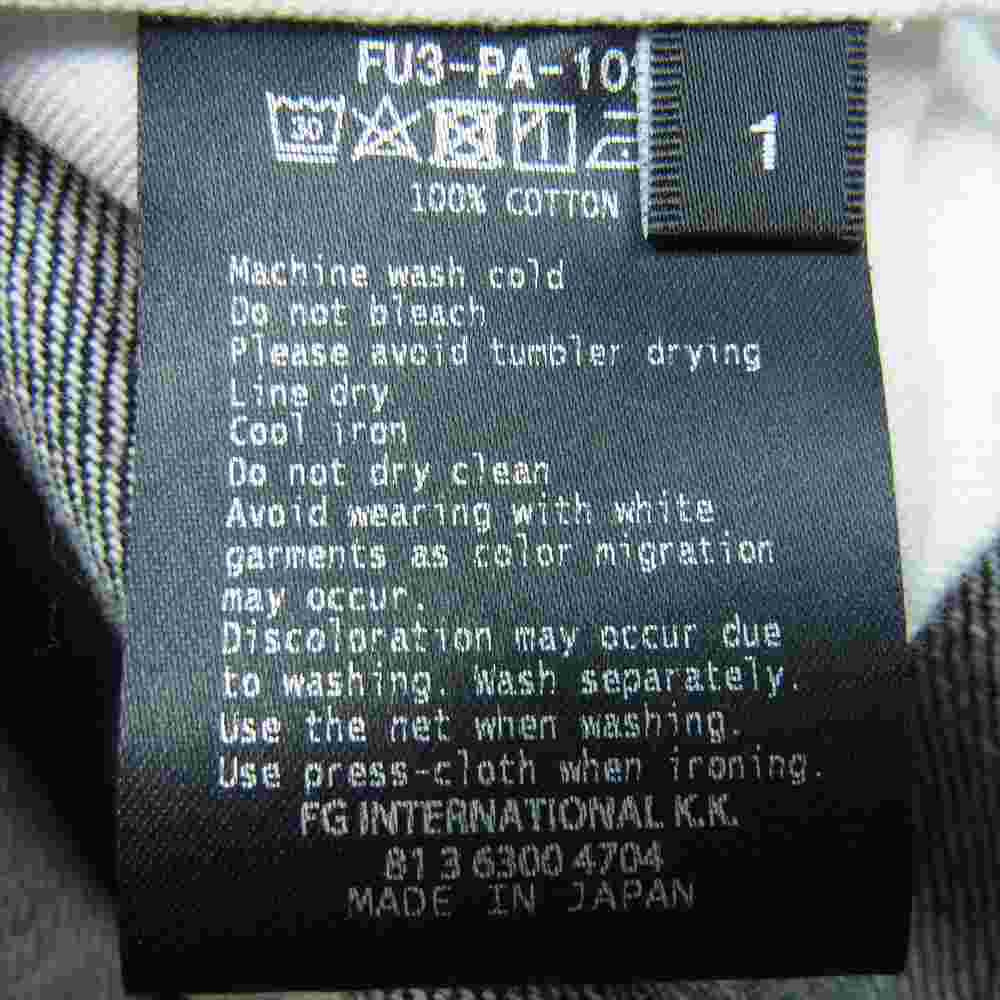 FU3-PA-10
1
30
100% COTTON
Machine wash cold
Do not bleach
Please avoid tumbler drying
Line dry
Cool iron
Do not dry clean
Avoid wearing with white
garments as color migration
may occur.
Discoloration may occur due
to washing. Wash separately.
Use the net when washing.
Use press-cloth when ironing.
FG INTERNATIONAL K.K.
81 3 6300 4704
MADE IN JAPAN